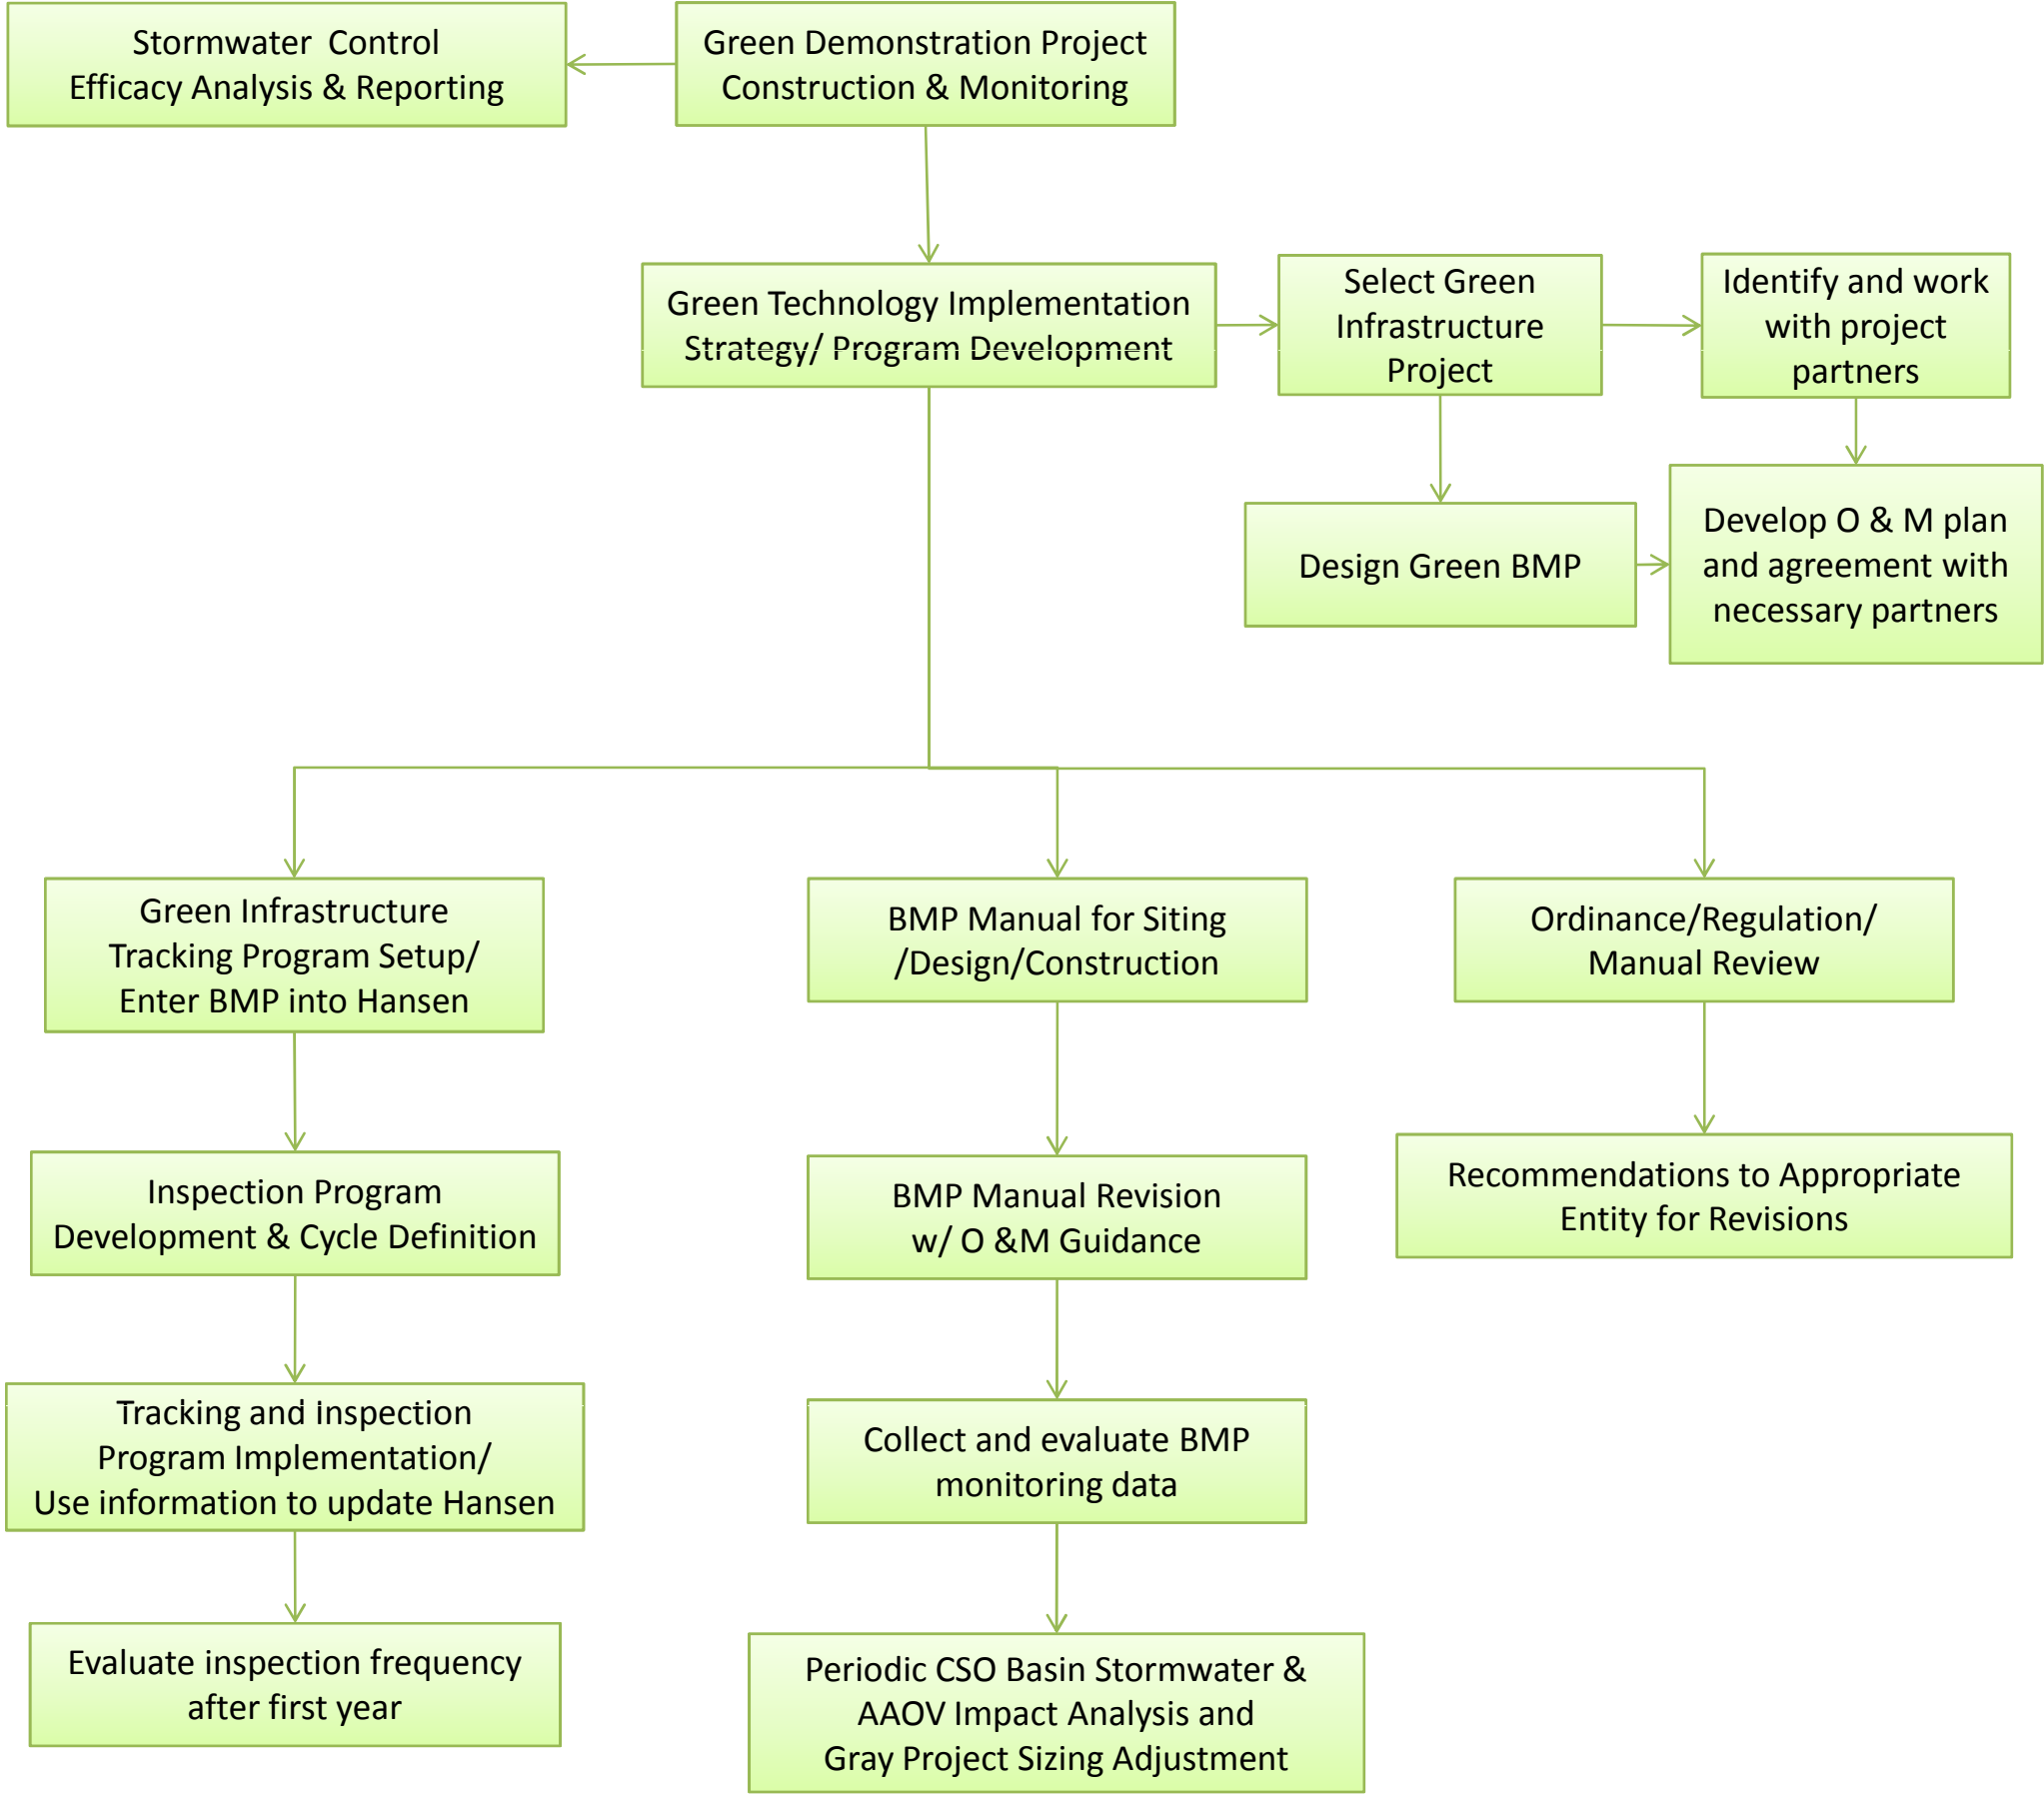 Stormwater  Control
Efficacy Analysis & Reporting
Green Demonstration Project
Construction & Monitoring
Green Technology Implementation
Strategy/ Program Development
Select Green
Infrastructure
Project
Identify and work
with project
partners
Design Green BMP
Develop O & M plan
and agreement with
necessary partners
Green Infrastructure
Tracking Program Setup/
Enter BMP into Hansen
BMP Manual for Siting
/Design/Construction
Ordinance/Regulation/
Manual Review
Inspection Program
Development & Cycle Definition
BMP Manual Revision
w/ O &M Guidance
Recommendations to Appropriate
Entity for Revisions
Tracking and Inspection
Program Implementation/
Use information to update Hansen
Collect and evaluate BMP
monitoring data
Evaluate inspection frequency
after first year
Periodic CSO Basin Stormwater &
AAOV Impact Analysis and
Gray Project Sizing Adjustment